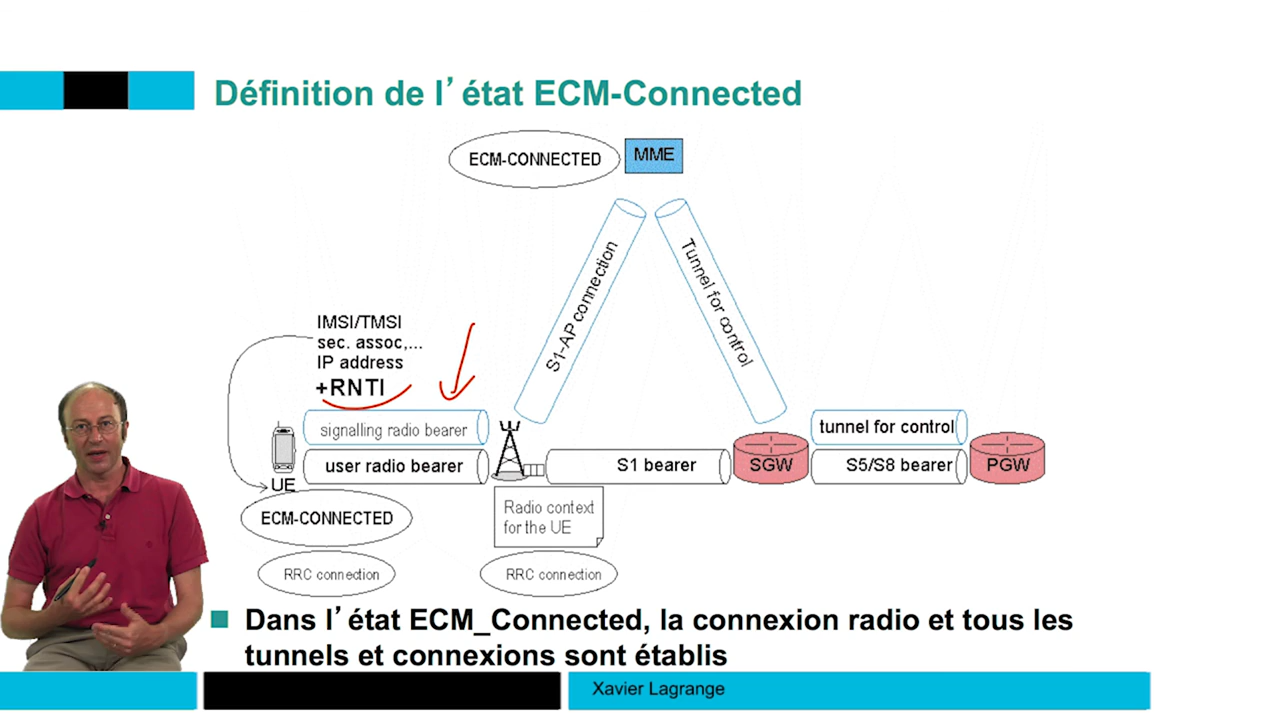 Définition de l’état ECM-Connected
ECM-CONNECTED
MME
S1-AP connection
Tunnel for control
IMSI/TMSI
sec. assoc,...
IP address
+RNTI
signalling radio bearer
user radio bearer
UE
S1 bearer
SGW
tunnel for control
S5/S8 bearer
PGW
ECM-CONNECTED
Radio context
for the UE
RRC connection
RRC connection
Dans l’état ECM_Connected, la connexion radio et tous les
tunnels et connexions sont établis
Xavier Lagrange